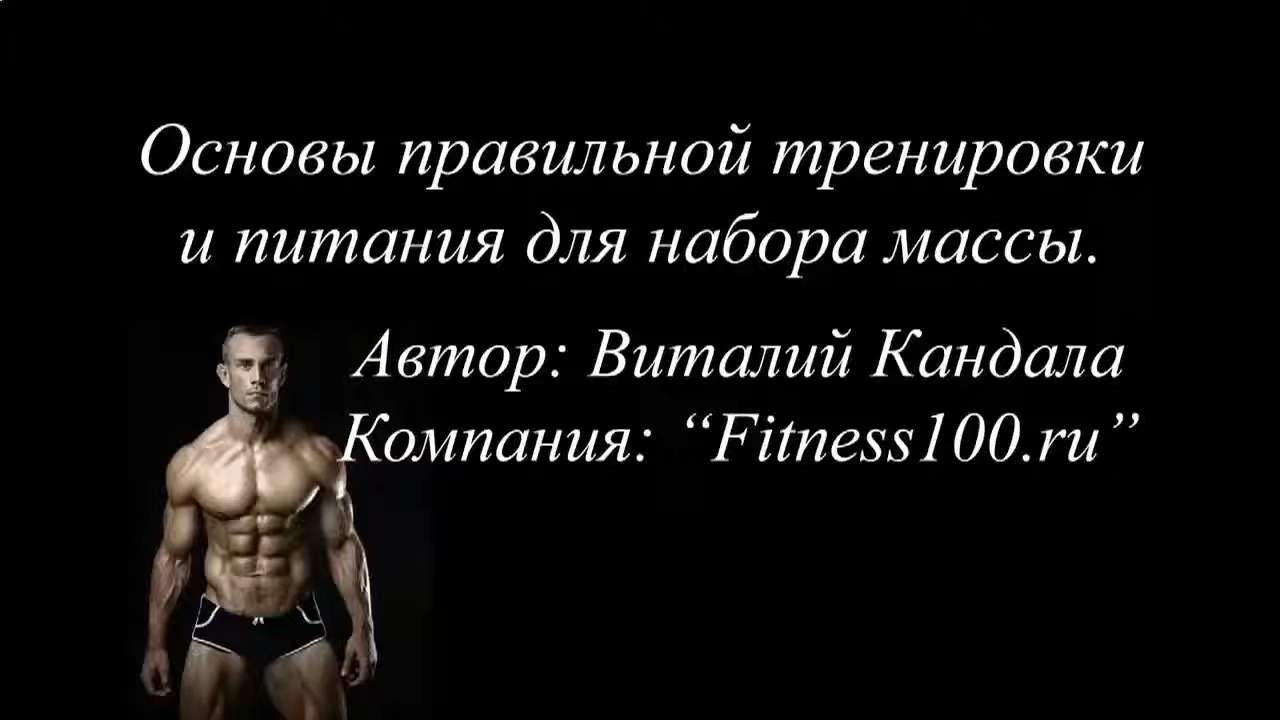 Основы правильной тренировки
и питания для набора массы.
Автор: Виталий Кандала
Компания: “Fitness100.ru”